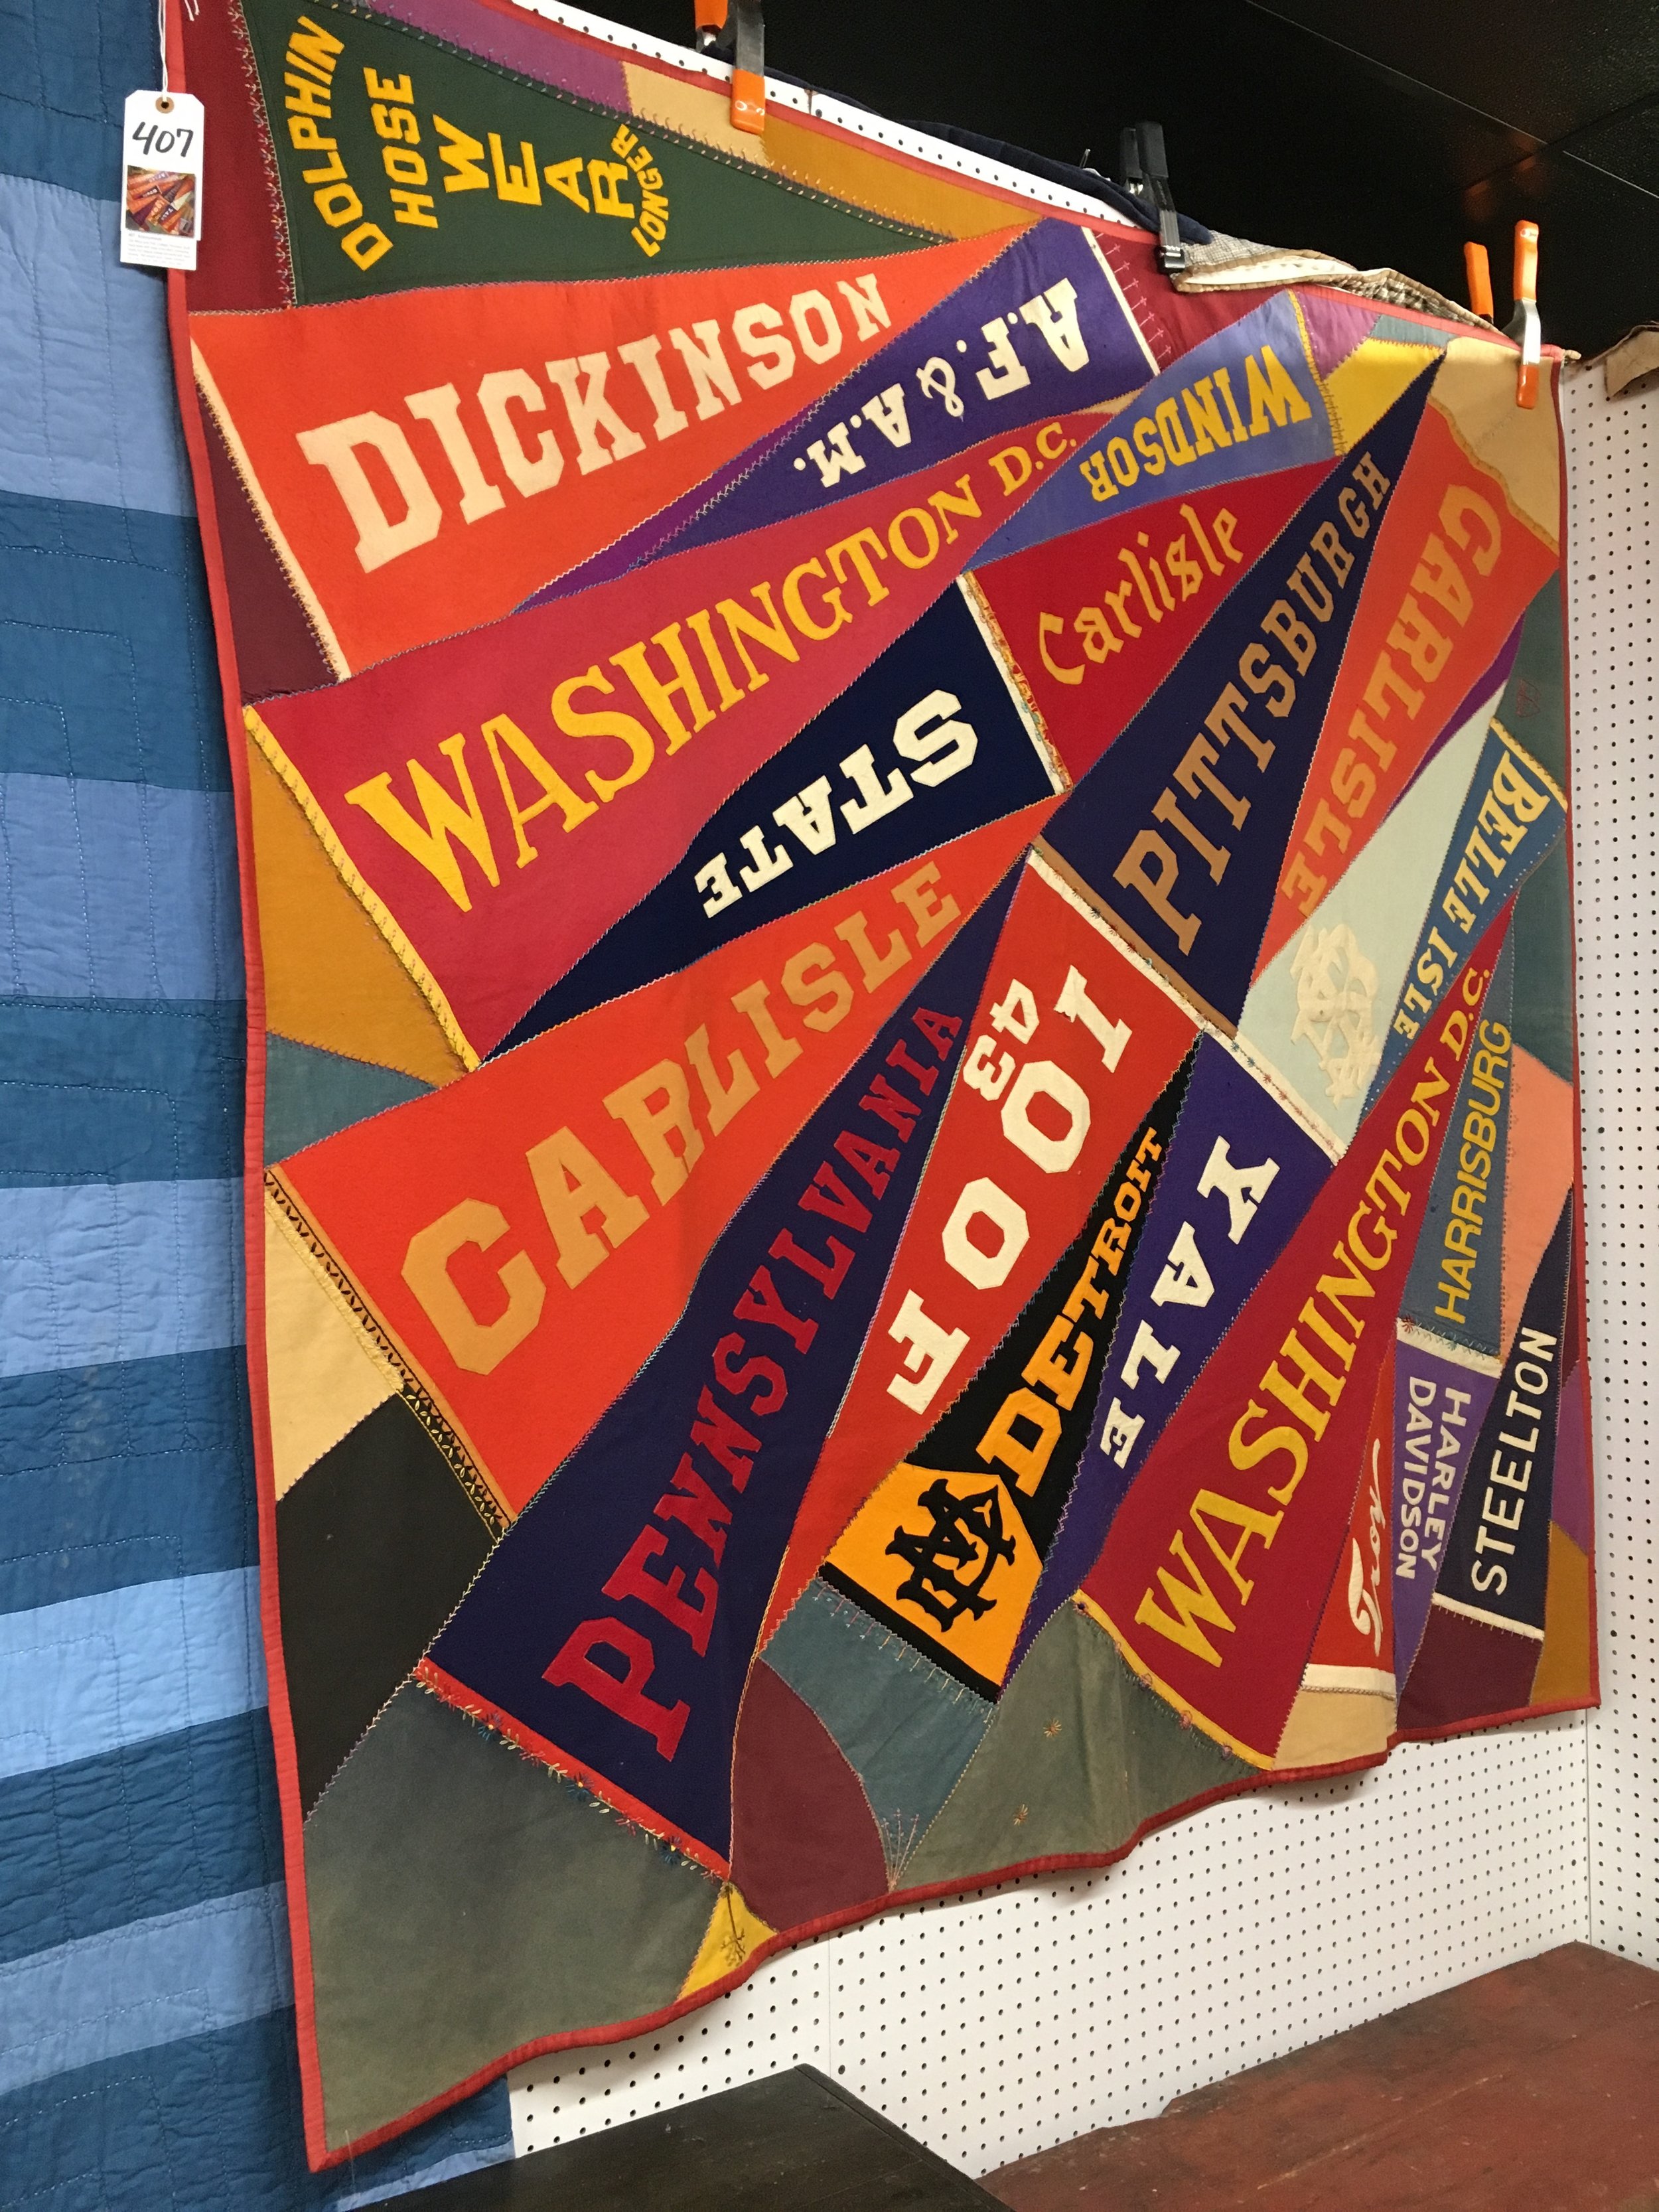 407
DOLPHIN
HOSE
WEAR
LONGER
DICKINSON
A.F. & A.M.
WASHINGTON D.C.
WINDSOR
Carlisle
STATE
PITTSBURGH
CARLISLE
CARLISLE
BELLE ISLE
PENNSYLVANIA
IOOF
43
DETROIT
YALE
WASHINGTON D.C.
HARRISBURG
Troy
HARLEY
DAVIDSON
STEELTON